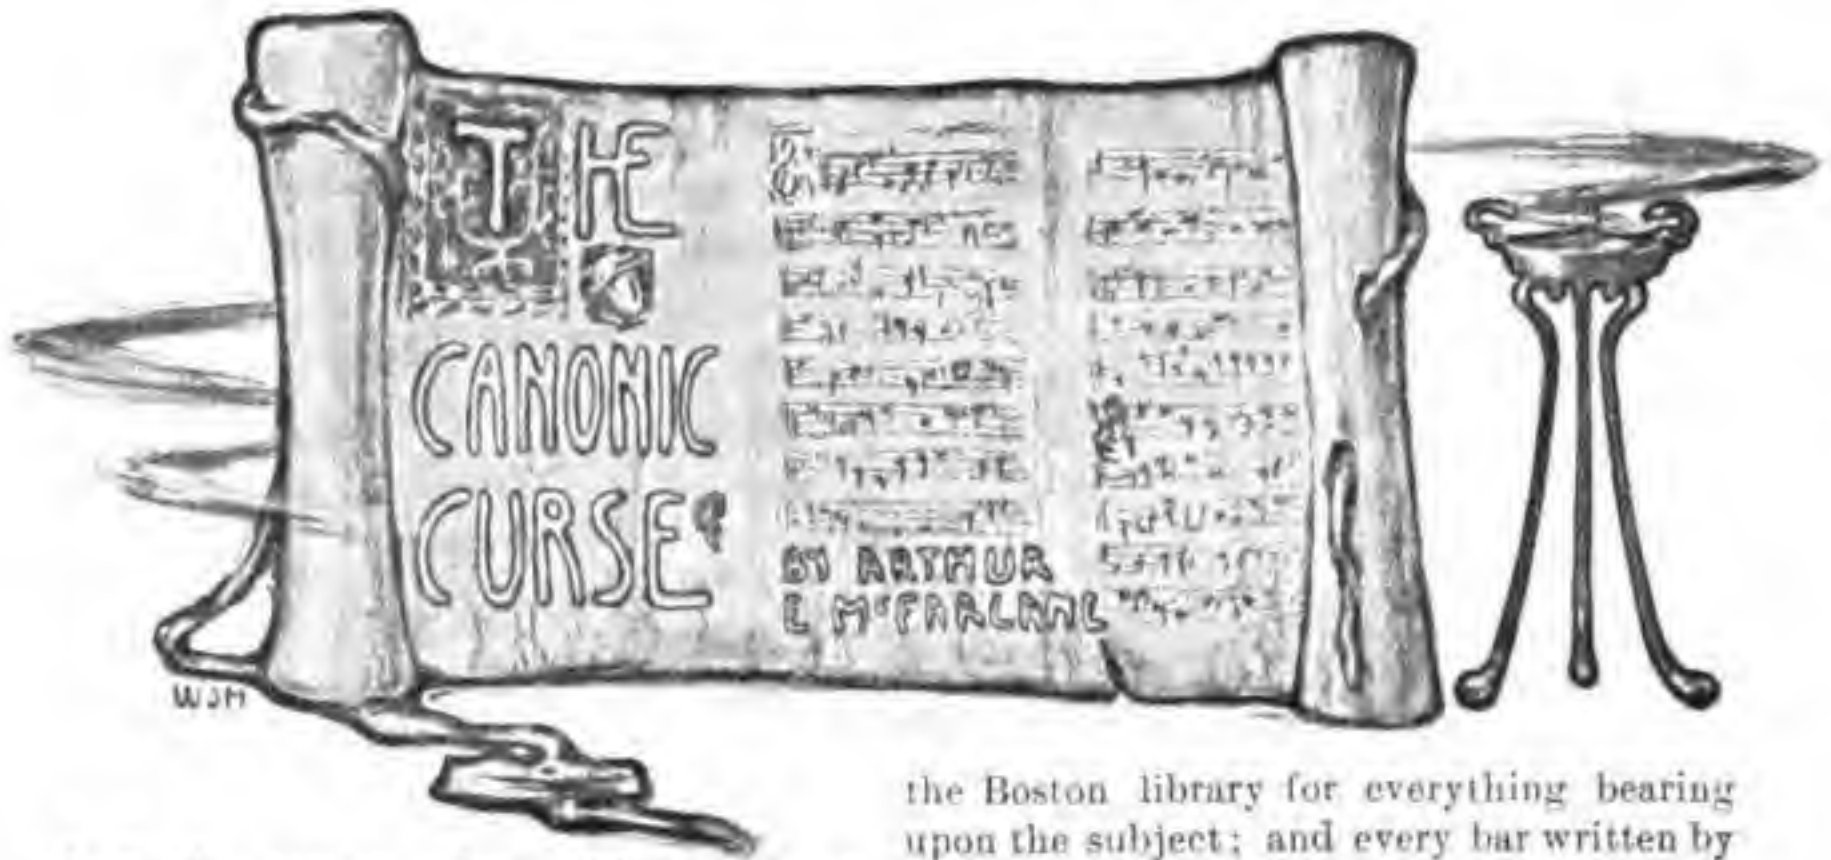 THE
CANONIC
CURSE
BY ARTHUR
E MCFARLANE
WJM
the Boston library for everything bearing
upon the subject; and every bar written by